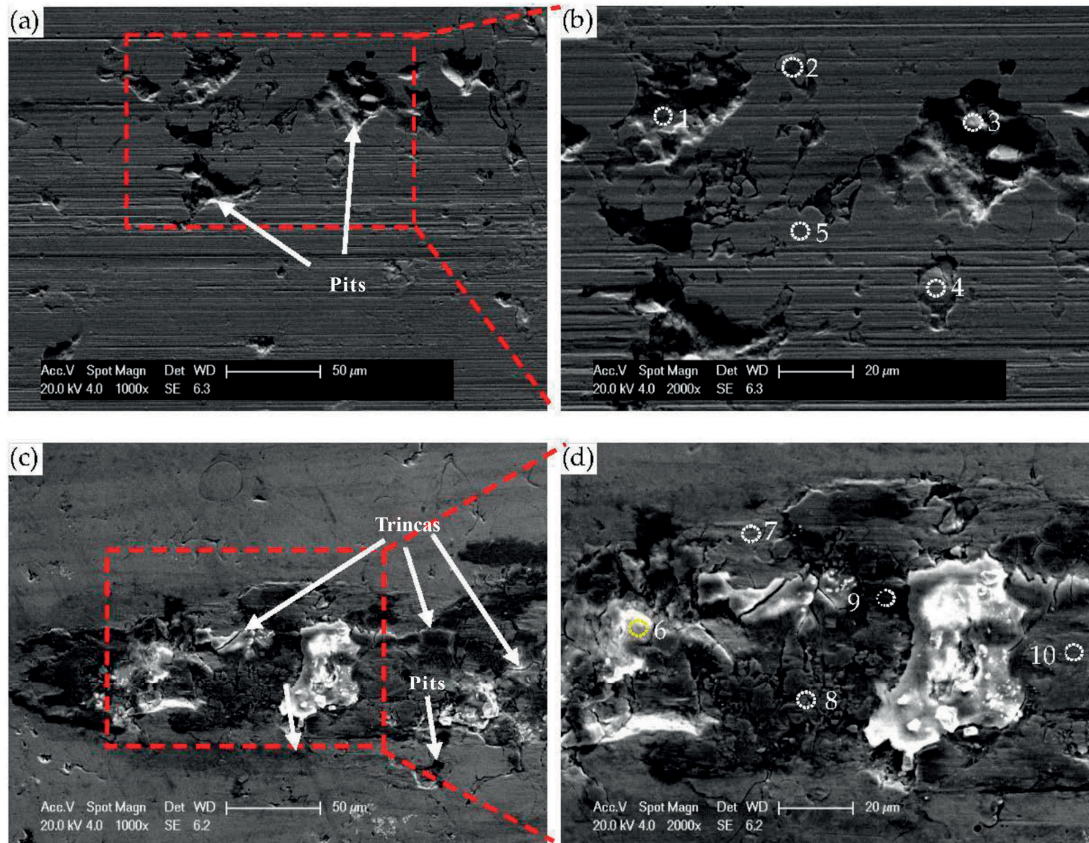 (a)
Pits
Acc.V Spot Magn Det WD 50 μm
20.0 kV 4.0 1000x SE 6.3
(b)
2
1
3
5
4
Acc.V Spot Magn Det WD 20 μm
20.0 kV 4.0 2000x SE 6.3
(c)
Trincas
Pits
Acc.V Spot Magn Det WD 50 μm
20.0 kV 4.0 1000x SE 6.2
(d)
7
9
6
10
8
Acc.V Spot Magn Det WD 20 μm
20.0 kV 4.0 2000x SE 6.2